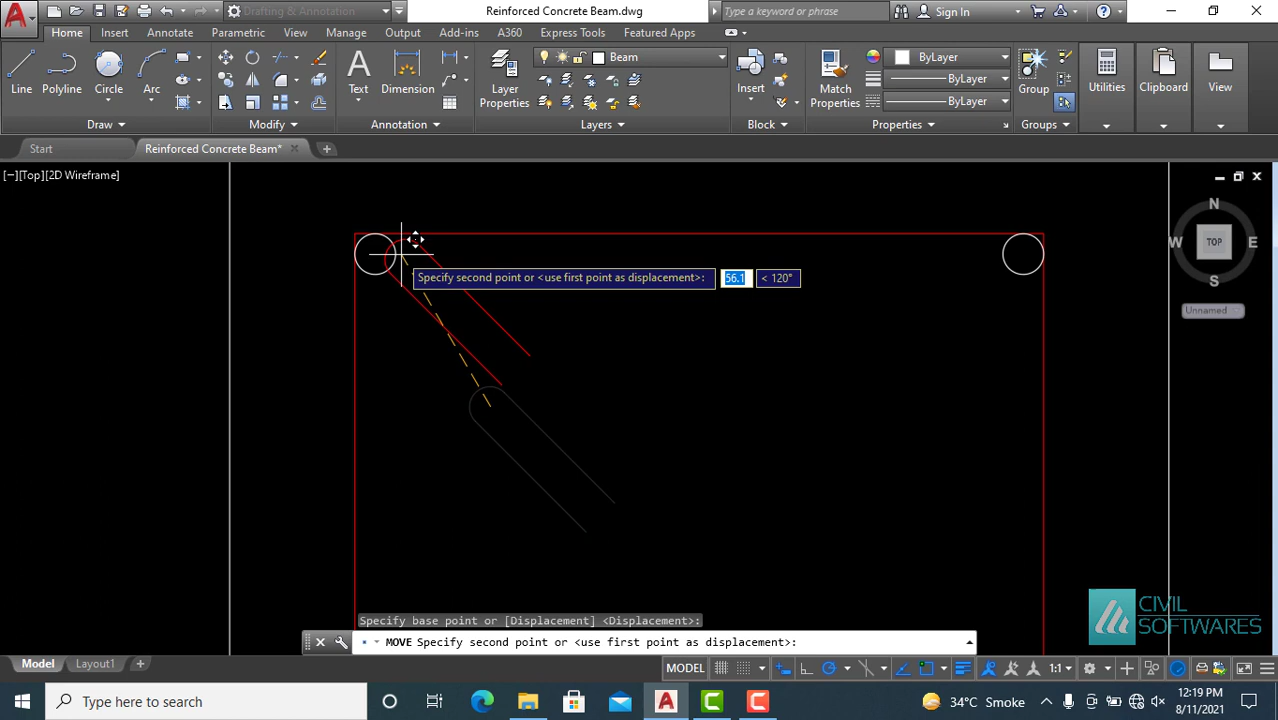 A
Drafting & Annotation
Reinforced Concrete Beam.dwg
Type a keyword or phrase
Sign In
?
Home
Insert
Annotate
Parametric
View
Manage
Output
Add-ins
A360
Express Tools
Featured Apps
Line
Polyline
Circle
Arc
Text
Dimension
Layer
Properties
Beam
Insert
Match
Properties
ByLayer
ByLayer
ByLayer
Group
Utilities
Clipboard
View
Draw
Modify
Annotation
Layers
Block
Properties
Groups
Start
Reinforced Concrete Beam*
[−][Top][2D Wireframe]
N
W
TOP
E
S
Unnamed
Specify second point or <use first point as displacement>:
56.1
< 120°
CIVIL
SOFTWARES
Specify base point or [Displacement] <Displacement>:
MOVE Specify second point or <use first point as displacement>:
Model
Layout1
MODEL
1:1
Type here to search
34°C Smoke
12:19 PM
8/11/2021